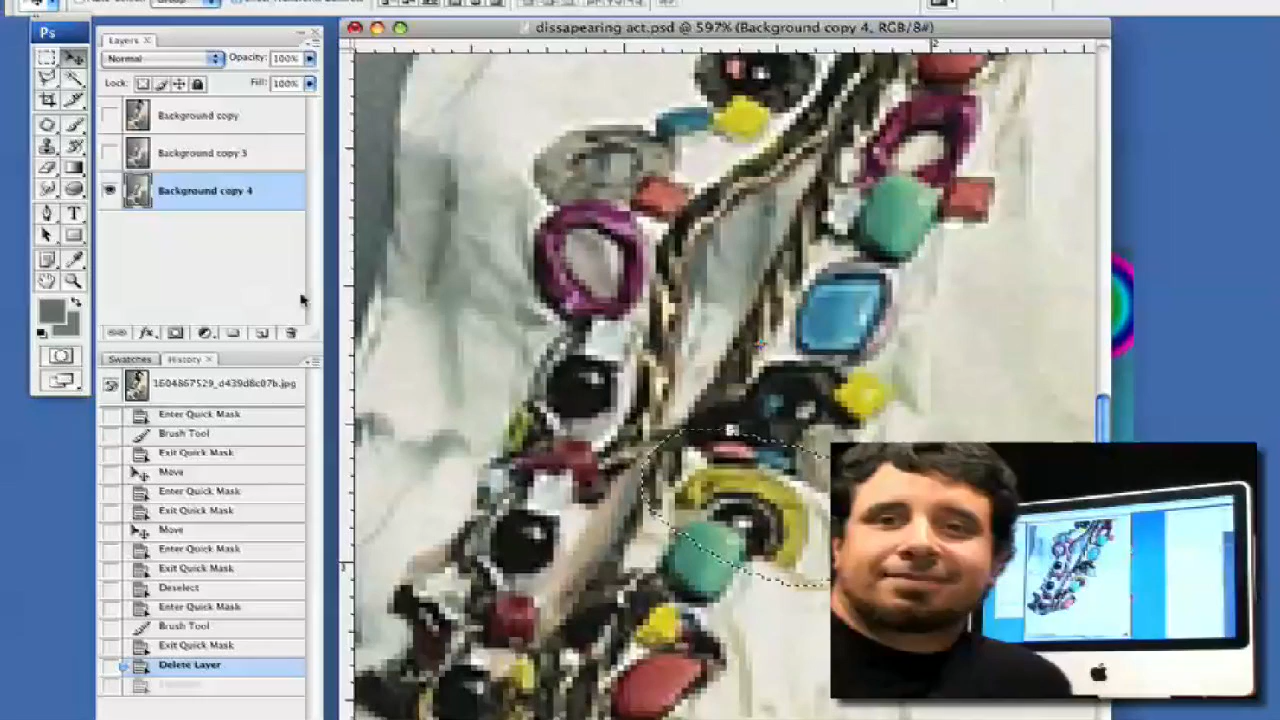 dissapearing act.psd @ 597% (Background copy 4, RGB/8#)
Ps
Layers ×
Normal
Opacity: 100%
Lock:
Fill: 100%
Background copy
Background copy 3
Background copy 4
fx
Swatches
History ×
1604867529_d439d8c07b.jpg
Enter Quick Mask
Brush Tool
Exit Quick Mask
Move
Enter Quick Mask
Exit Quick Mask
Move
Enter Quick Mask
Exit Quick Mask
Deselect
Enter Quick Mask
Brush Tool
Exit Quick Mask
Delete Layer